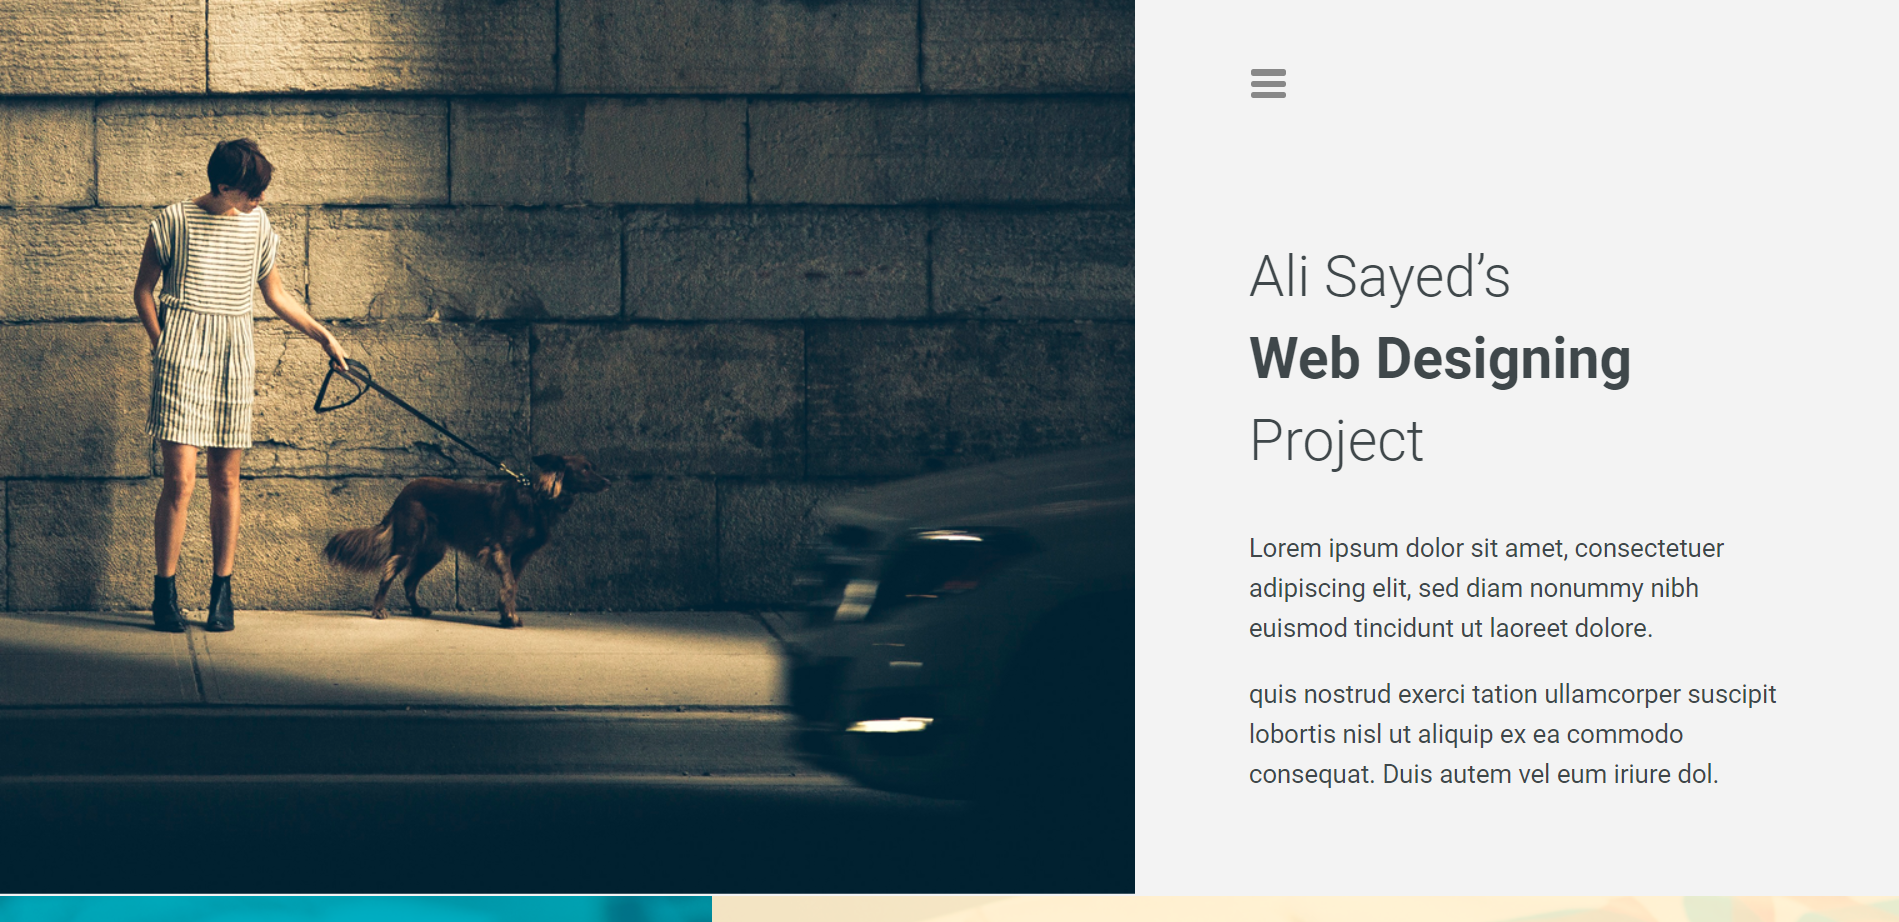 Ali Sayed’s
Web Designing
Project
Lorem ipsum dolor sit amet, consectetuer
adipiscing elit, sed diam nonummy nibh
euismod tincidunt ut laoreet dolore.
quis nostrud exerci tation ullamcorper suscipit
lobortis nisl ut aliquip ex ea commodo
consequat. Duis autem vel eum iriure dol.